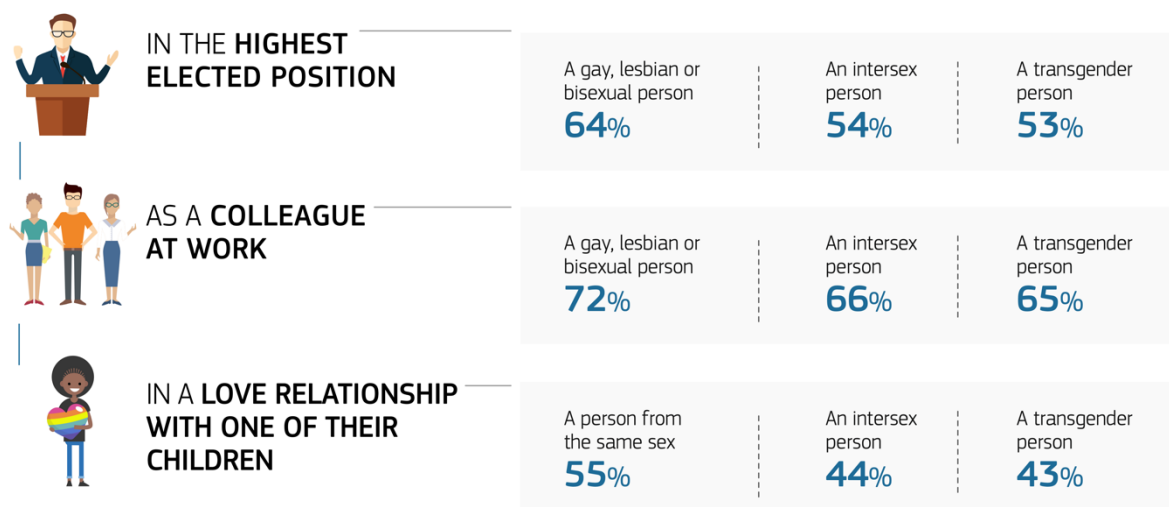 IN THE HIGHEST
ELECTED POSITION
A gay, lesbian or
bisexual person
64%
An intersex
person
54%
A transgender
person
53%
AS A COLLEAGUE
AT WORK
A gay, lesbian or
bisexual person
72%
An intersex
person
66%
A transgender
person
65%
IN A LOVE RELATIONSHIP
WITH ONE OF THEIR
CHILDREN
A person from
the same sex
55%
An intersex
person
44%
A transgender
person
43%